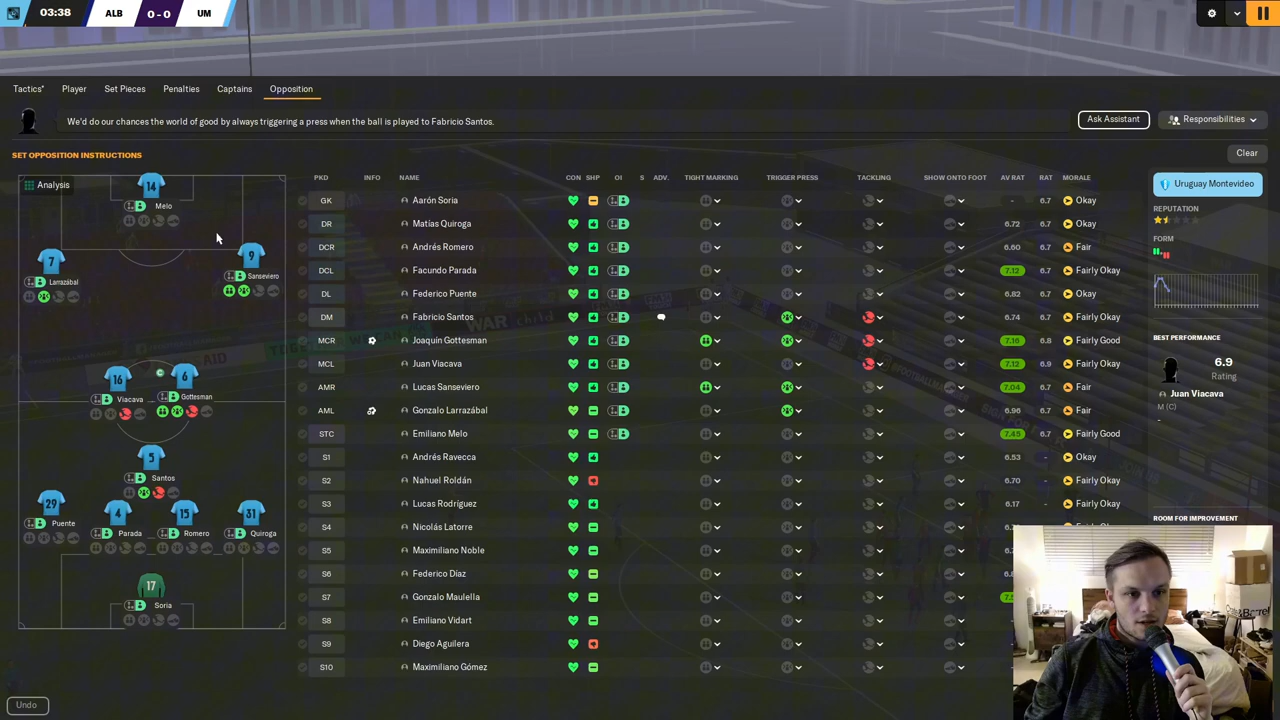 03:38 ALB 0 - 0 UM
Tactics* Player Set Pieces Penalties Captains Opposition
We'd do our chances the world of good by always triggering a press when the ball is played to Fabricio Santos.
Ask Assistant Responsibilities
SET OPPOSITION INSTRUCTIONS
Clear
Analysis
14
Melo
7
Larrazábal
9
Sanseviero
16
Viacava
6
Gottesman
5
Santos
29
Puente
4
Parada
15
Romero
31
Quiroga
17
Soria
PKD INFO NAME CON SHP OI S ADV. TIGHT MARKING TRIGGER PRESS TACKLING SHOW ONTO FOOT AV RAT RAT MORALE
GK Aarón Soria - 6.7 Okay
DR Matías Quiroga 6.72 6.7 Okay
DCR Andrés Romero 6.60 6.7 Fair
DCL Facundo Parada 7.12 6.7 Fairly Okay
DL Federico Puente 6.82 6.7 Okay
DM Fabricio Santos 6.74 6.7 Fairly Okay
MCR Joaquín Gottesman 7.16 6.8 Fairly Good
MCL Juan Viacava 7.12 6.9 Fairly Okay
AMR Lucas Sanseviero 7.04 6.7 Fair
AML Gonzalo Larrazábal 6.96 6.7 Fair
STC Emiliano Melo 7.45 6.7 Fairly Good
S1 Andrés Ravecca 6.53 - Okay
S2 Nahuel Roldán 6.70 - Fairly Okay
S3 Lucas Rodríguez 6.17 - Fairly Okay
S4 Nicolás Latorre - Fairly Okay
S5 Maximiliano Noble
S6 Federico Díaz
S7 Gonzalo Maulella
S8 Emiliano Vidart
S9 Diego Aguilera
S10 Maximiliano Gómez
Uruguay Montevideo
REPUTATION
FORM
BEST PERFORMANCE
6.9
Rating
Juan Viacava
M (C)
-
ROOM FOR IMPROVEMENT
WAR child
Undo